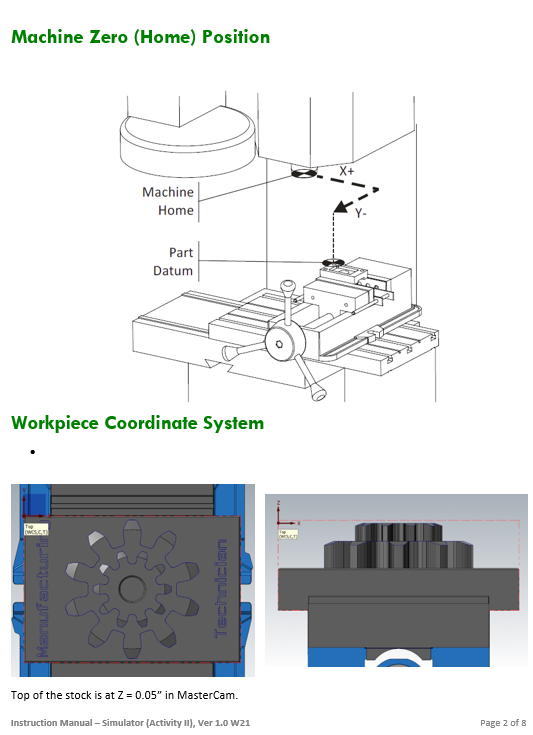 Machine Zero (Home) Position
X+
Machine
Home
Y-
Part
Datum
Workpiece Coordinate System
•
Top
(WCS,C,T)
Manufacturing
Technician
Z
X
Top
(WCS,C,T)
Top of the stock is at Z = 0.05” in MasterCam.
Instruction Manual – Simulator (Activity II), Ver 1.0 W21
Page 2 of 8